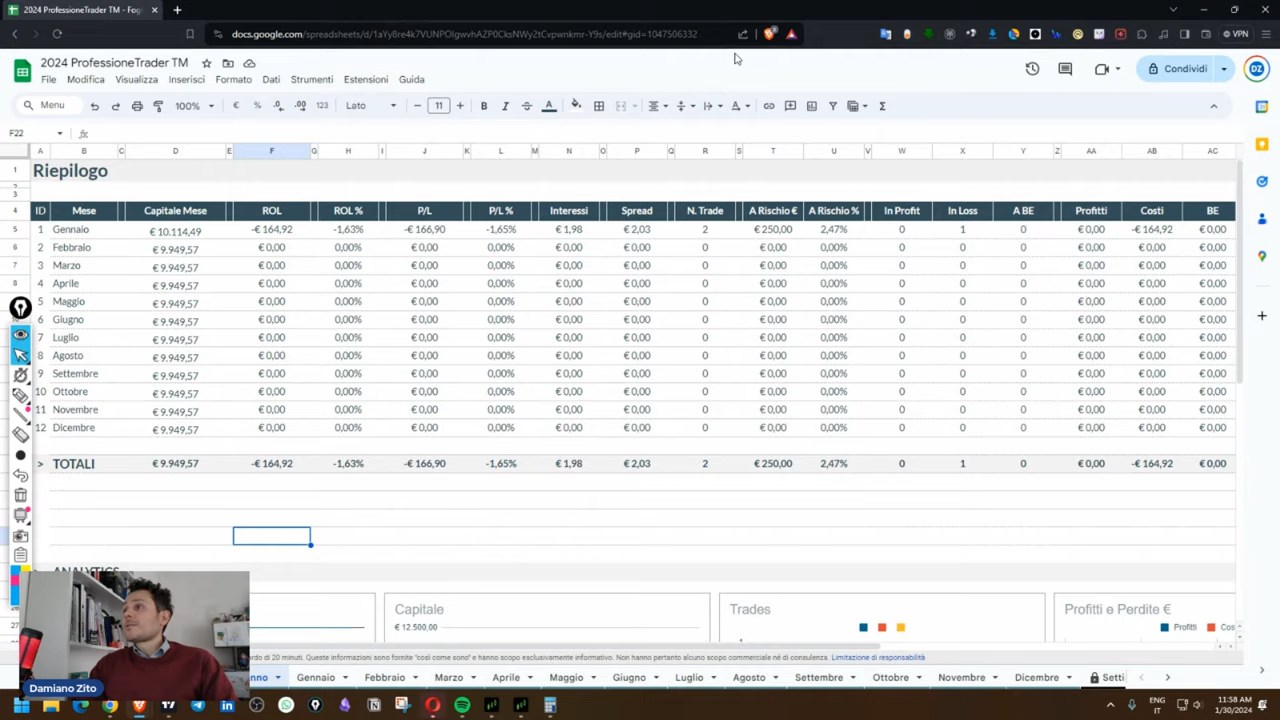 2024 ProfessioneTrader TM - Fog
docs.google.com/spreadsheets/d/1aYy8re4k7VUNPOlgwvhAZP0CksNWy2tCvpwnkmr-Y9s/edit#gid=1047506332
VPN
2024 ProfessioneTrader TM
File Modifica Visualizza Inserisci Formato Dati Strumenti Estensioni Guida
Condividi
DZ
Menu 100% € % .0 .00 123 Lato 11 B I A
F22 fx
A B C D E F G H I J K L M N O P Q R S T U V W X Y Z AA AB AC
1 Riepilogo
2
3
4 ID Mese Capitale Mese ROL ROL % P/L P/L % Interessi Spread N. Trade A Rischio € A Rischio % In Profit In Loss A BE Profitti Costi BE
5 1 Gennaio € 10.114,49 -€ 164,92 -1,63% -€ 166,90 -1,65% € 1,98 € 2,03 2 € 250,00 2,47% 0 1 0 € 0,00 -€ 164,92 € 0,00
6 2 Febbraio € 9.949,57 € 0,00 0,00% € 0,00 0,00% € 0,00 € 0,00 0 € 0,00 0,00% 0 0 0 € 0,00 € 0,00 € 0,00
7 3 Marzo € 9.949,57 € 0,00 0,00% € 0,00 0,00% € 0,00 € 0,00 0 € 0,00 0,00% 0 0 0 € 0,00 € 0,00 € 0,00
8 4 Aprile € 9.949,57 € 0,00 0,00% € 0,00 0,00% € 0,00 € 0,00 0 € 0,00 0,00% 0 0 0 € 0,00 € 0,00 € 0,00
5 Maggio € 9.949,57 € 0,00 0,00% € 0,00 0,00% € 0,00 € 0,00 0 € 0,00 0,00% 0 0 0 € 0,00 € 0,00 € 0,00
6 Giugno € 9.949,57 € 0,00 0,00% € 0,00 0,00% € 0,00 € 0,00 0 € 0,00 0,00% 0 0 0 € 0,00 € 0,00 € 0,00
7 Luglio € 9.949,57 € 0,00 0,00% € 0,00 0,00% € 0,00 € 0,00 0 € 0,00 0,00% 0 0 0 € 0,00 € 0,00 € 0,00
8 Agosto € 9.949,57 € 0,00 0,00% € 0,00 0,00% € 0,00 € 0,00 0 € 0,00 0,00% 0 0 0 € 0,00 € 0,00 € 0,00
9 Settembre € 9.949,57 € 0,00 0,00% € 0,00 0,00% € 0,00 € 0,00 0 € 0,00 0,00% 0 0 0 € 0,00 € 0,00 € 0,00
10 Ottobre € 9.949,57 € 0,00 0,00% € 0,00 0,00% € 0,00 € 0,00 0 € 0,00 0,00% 0 0 0 € 0,00 € 0,00 € 0,00
11 Novembre € 9.949,57 € 0,00 0,00% € 0,00 0,00% € 0,00 € 0,00 0 € 0,00 0,00% 0 0 0 € 0,00 € 0,00 € 0,00
12 Dicembre € 9.949,57 € 0,00 0,00% € 0,00 0,00% € 0,00 € 0,00 0 € 0,00 0,00% 0 0 0 € 0,00 € 0,00 € 0,00
> TOTALI € 9.949,57 -€ 164,92 -1,63% -€ 166,90 -1,65% € 1,98 € 2,03 2 € 250,00 2,47% 0 1 0 € 0,00 -€ 164,92 € 0,00
ANALYTICS
Capitale Trades Profitti e Perdite €
€ 12.500,00 Profitti Cos
ordo di 20 minuti. Queste informazioni sono fornite "così come sono" e hanno scopo esclusivamente informativo. Non hanno pertanto alcuno scopo commerciale né di consulenza. Limitazione di responsabilità
nno Gennaio Febbraio Marzo Aprile Maggio Giugno Luglio Agosto Settembre Ottobre Novembre Dicembre Setti
Damiano Zito
ENG
IT
11:58 AM
1/30/2024